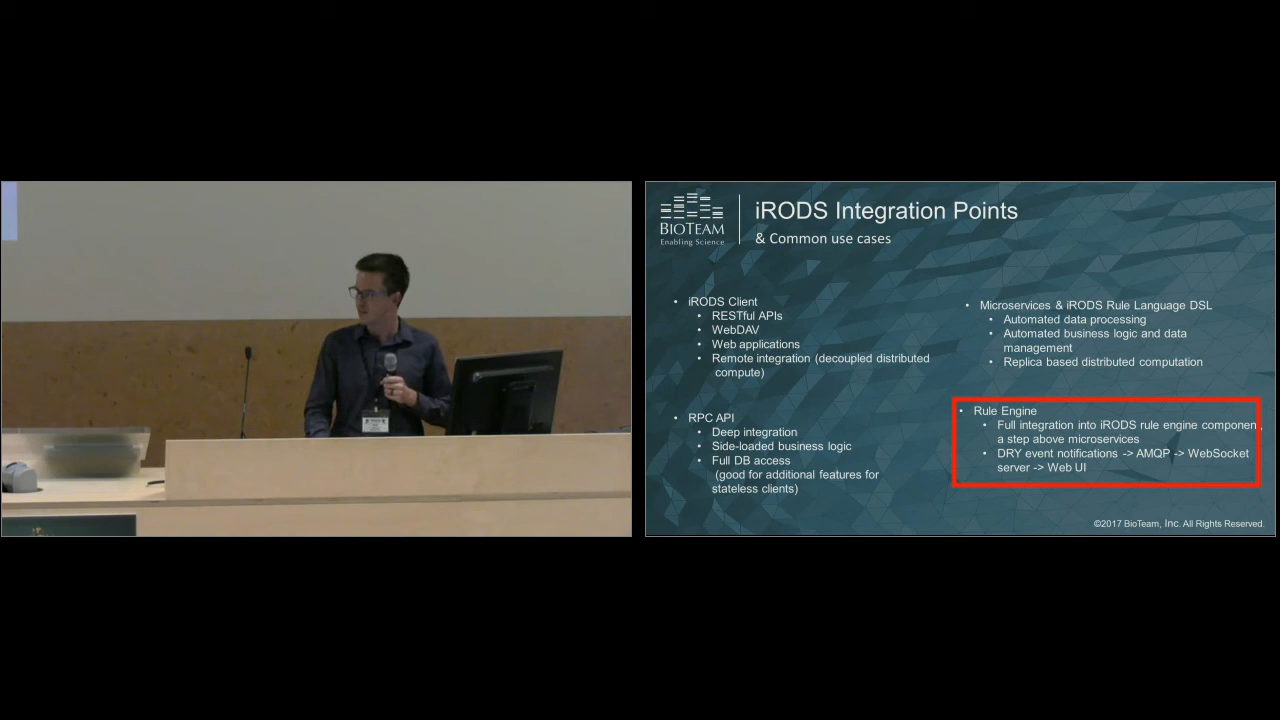 BIOTEAM
Enabling Science
iRODS Integration Points
& Common use cases
• iRODS Client
• RESTful APIs
• WebDAV
• Web applications
• Remote integration (decoupled distributed
compute)
• RPC API
• Deep integration
• Side-loaded business logic
• Full DB access
(good for additional features for
stateless clients)
• Microservices & iRODS Rule Language DSL
• Automated data processing
• Automated business logic and data
management
• Replica based distributed computation
• Rule Engine
• Full integration into iRODS rule engine component,
a step above microservices
• DRY event notifications -> AMQP -> WebSocket
server -> Web UI
©2017 BioTeam, Inc. All Rights Reserved.